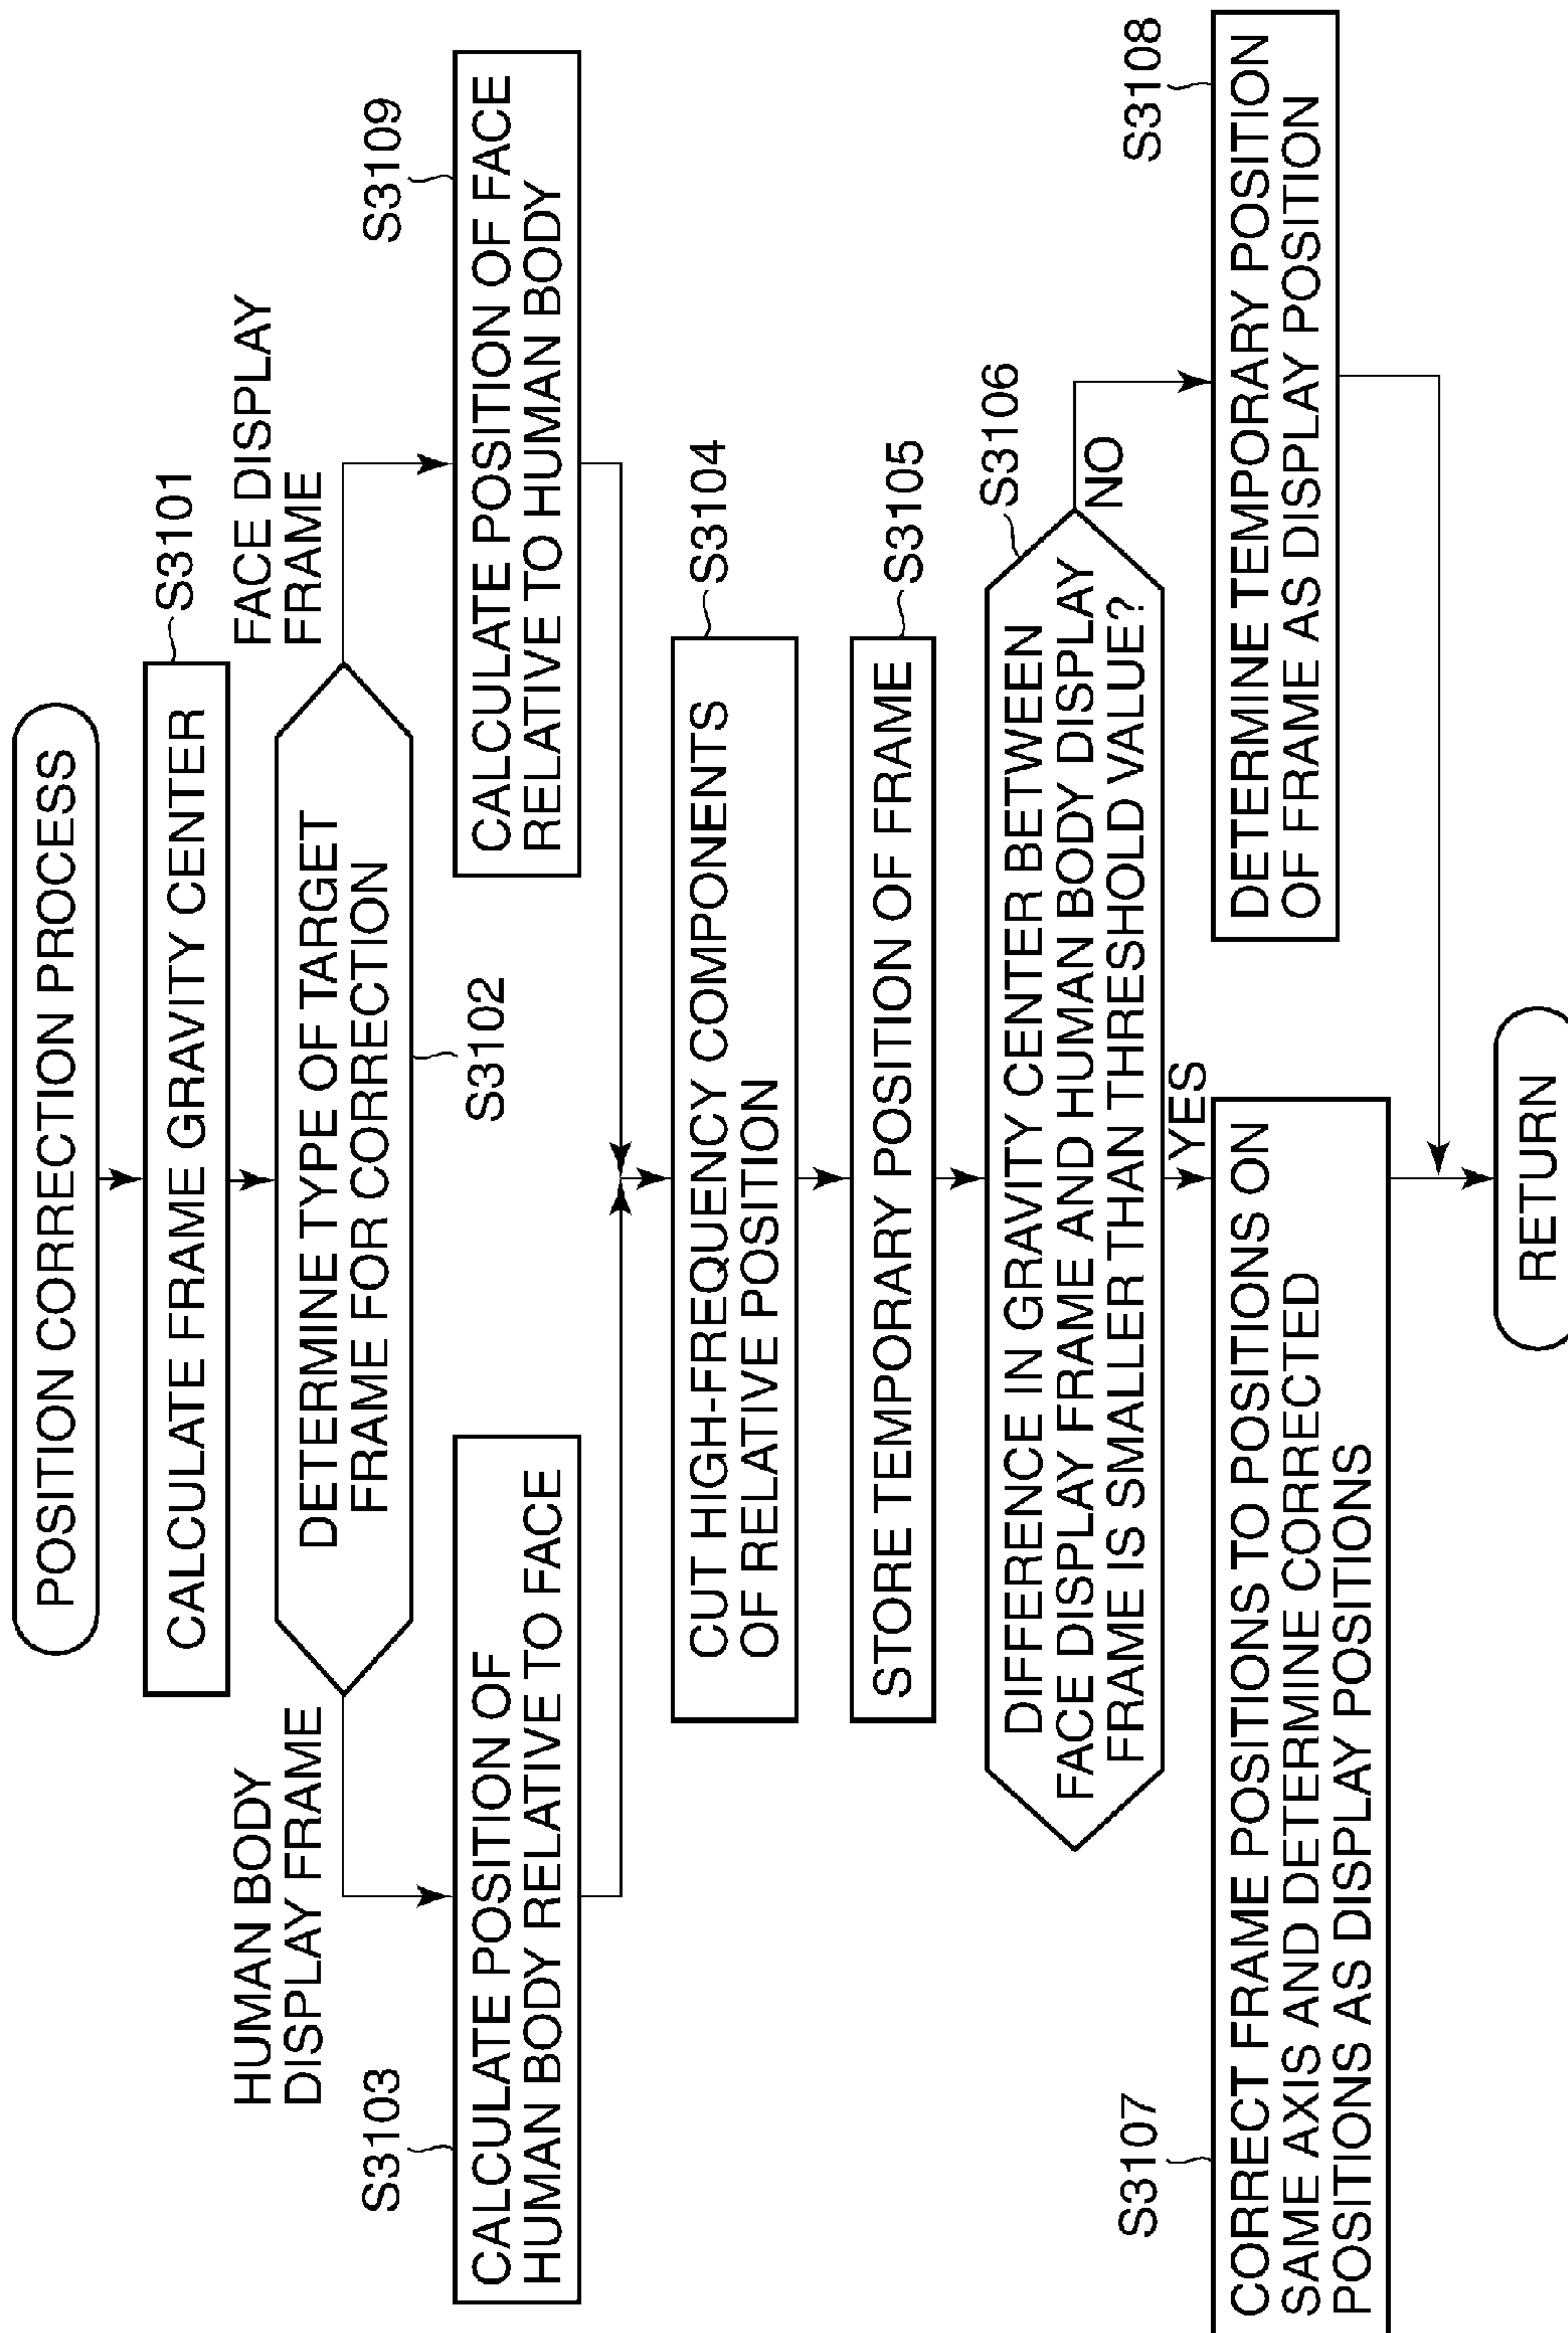 POSITION CORRECTION PROCESS
CALCULATE FRAME GRAVITY CENTER
S3101
DETERMINE TYPE OF TARGET
FRAME FOR CORRECTION
S3102
HUMAN BODY
DISPLAY FRAME
FACE DISPLAY
FRAME
S3103
CALCULATE POSITION OF
HUMAN BODY RELATIVE TO FACE
S3109
CALCULATE POSITION OF FACE
RELATIVE TO HUMAN BODY
CUT HIGH-FREQUENCY COMPONENTS
OF RELATIVE POSITION
S3104
STORE TEMPORARY POSITION OF FRAME
S3105
DIFFERENCE IN GRAVITY CENTER BETWEEN
FACE DISPLAY FRAME AND HUMAN BODY DISPLAY
FRAME IS SMALLER THAN THRESHOLD VALUE?
S3106
NO
YES
S3107
CORRECT FRAME POSITIONS TO POSITIONS ON
SAME AXIS AND DETERMINE CORRECTED
POSITIONS AS DISPLAY POSITIONS
S3108
DETERMINE TEMPORARY POSITION
OF FRAME AS DISPLAY POSITION
RETURN